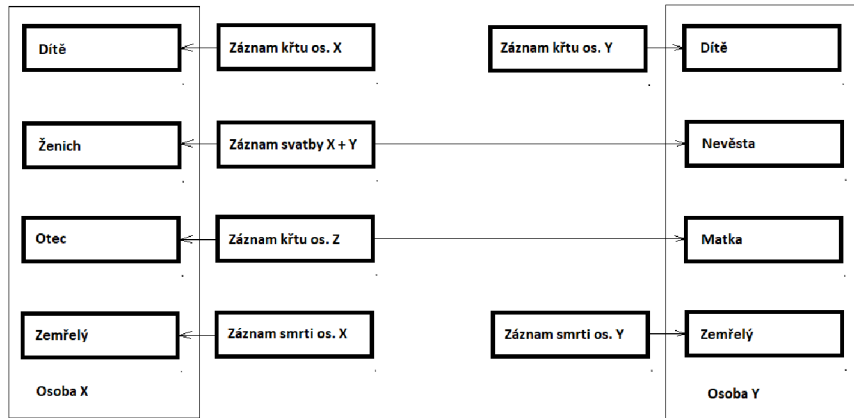 Dítě
Záznam křtu os. X
Záznam křtu os. Y
Dítě
Ženich
Záznam svatby X + Y
Nevěsta
Otec
Záznam křtu os. Z
Matka
Zemřelý
Záznam smrti os. X
Záznam smrti os. Y
Zemřelý
Osoba X
Osoba Y